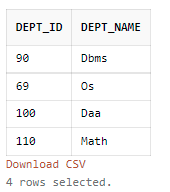 DEPT_ID DEPT_NAME
90 Dbms
69 Os
100 Daa
110 Math
Download CSV
4 rows selected.